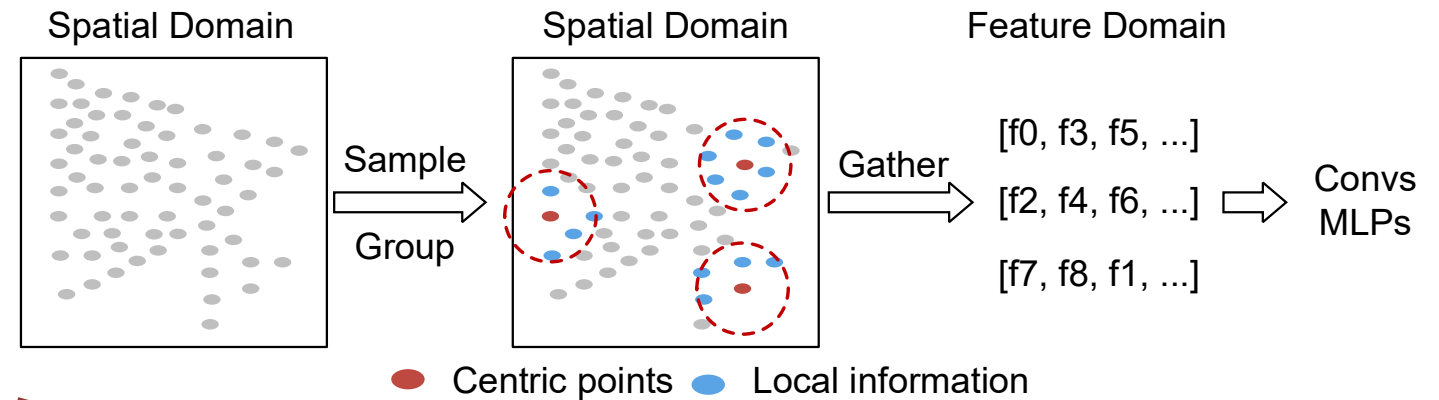 Spatial Domain
Spatial Domain
Feature Domain
Sample
Group
Gather
[f0, f3, f5, ...]
[f2, f4, f6, ...]
[f7, f8, f1, ...]
Convs
MLPs
Centric points
Local information